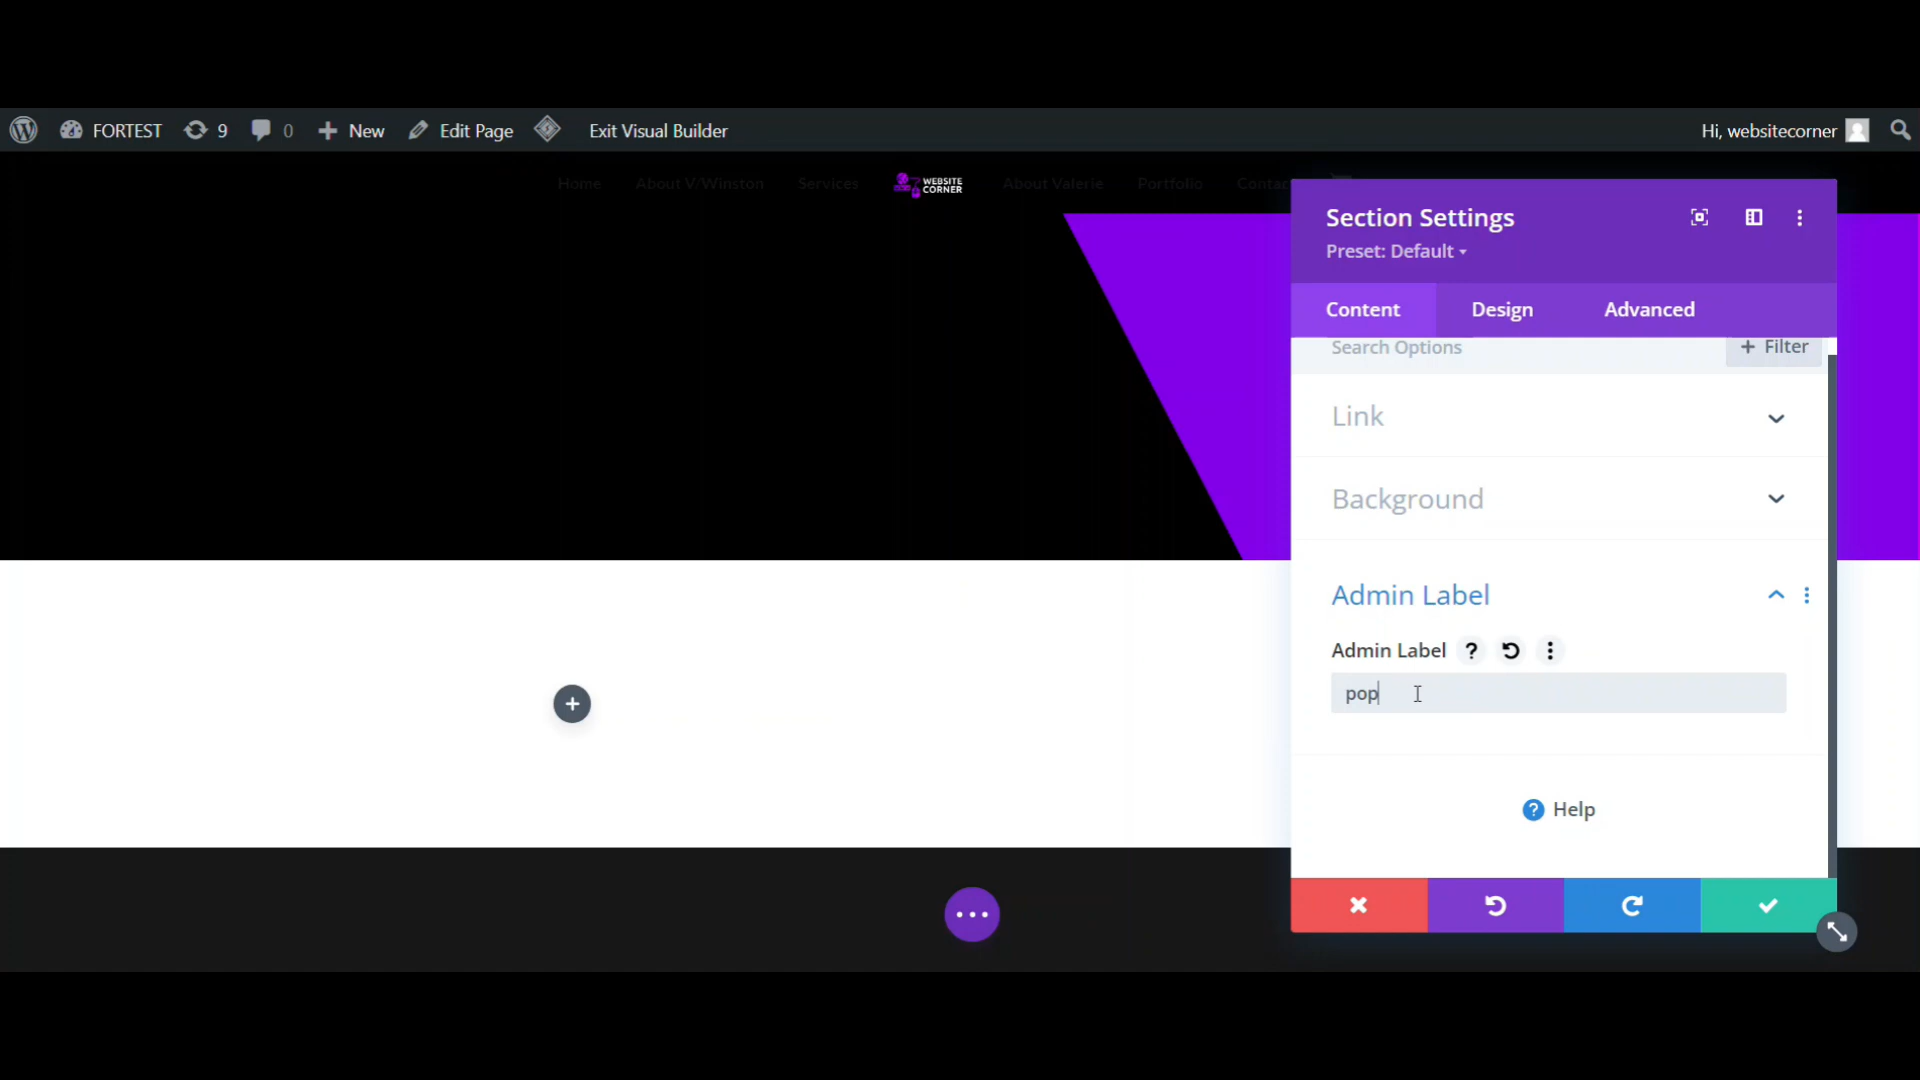 FORTEST 9 0 New Edit Page Exit Visual Builder Hi, websitecorner
Home About V/Winston Services WEBSITE CORNER About Valerie Portfolio Contac
Section Settings
Preset: Default
Content Design Advanced
Search Options + Filter
Link
Background
Admin Label
Admin Label ?
pop
? Help